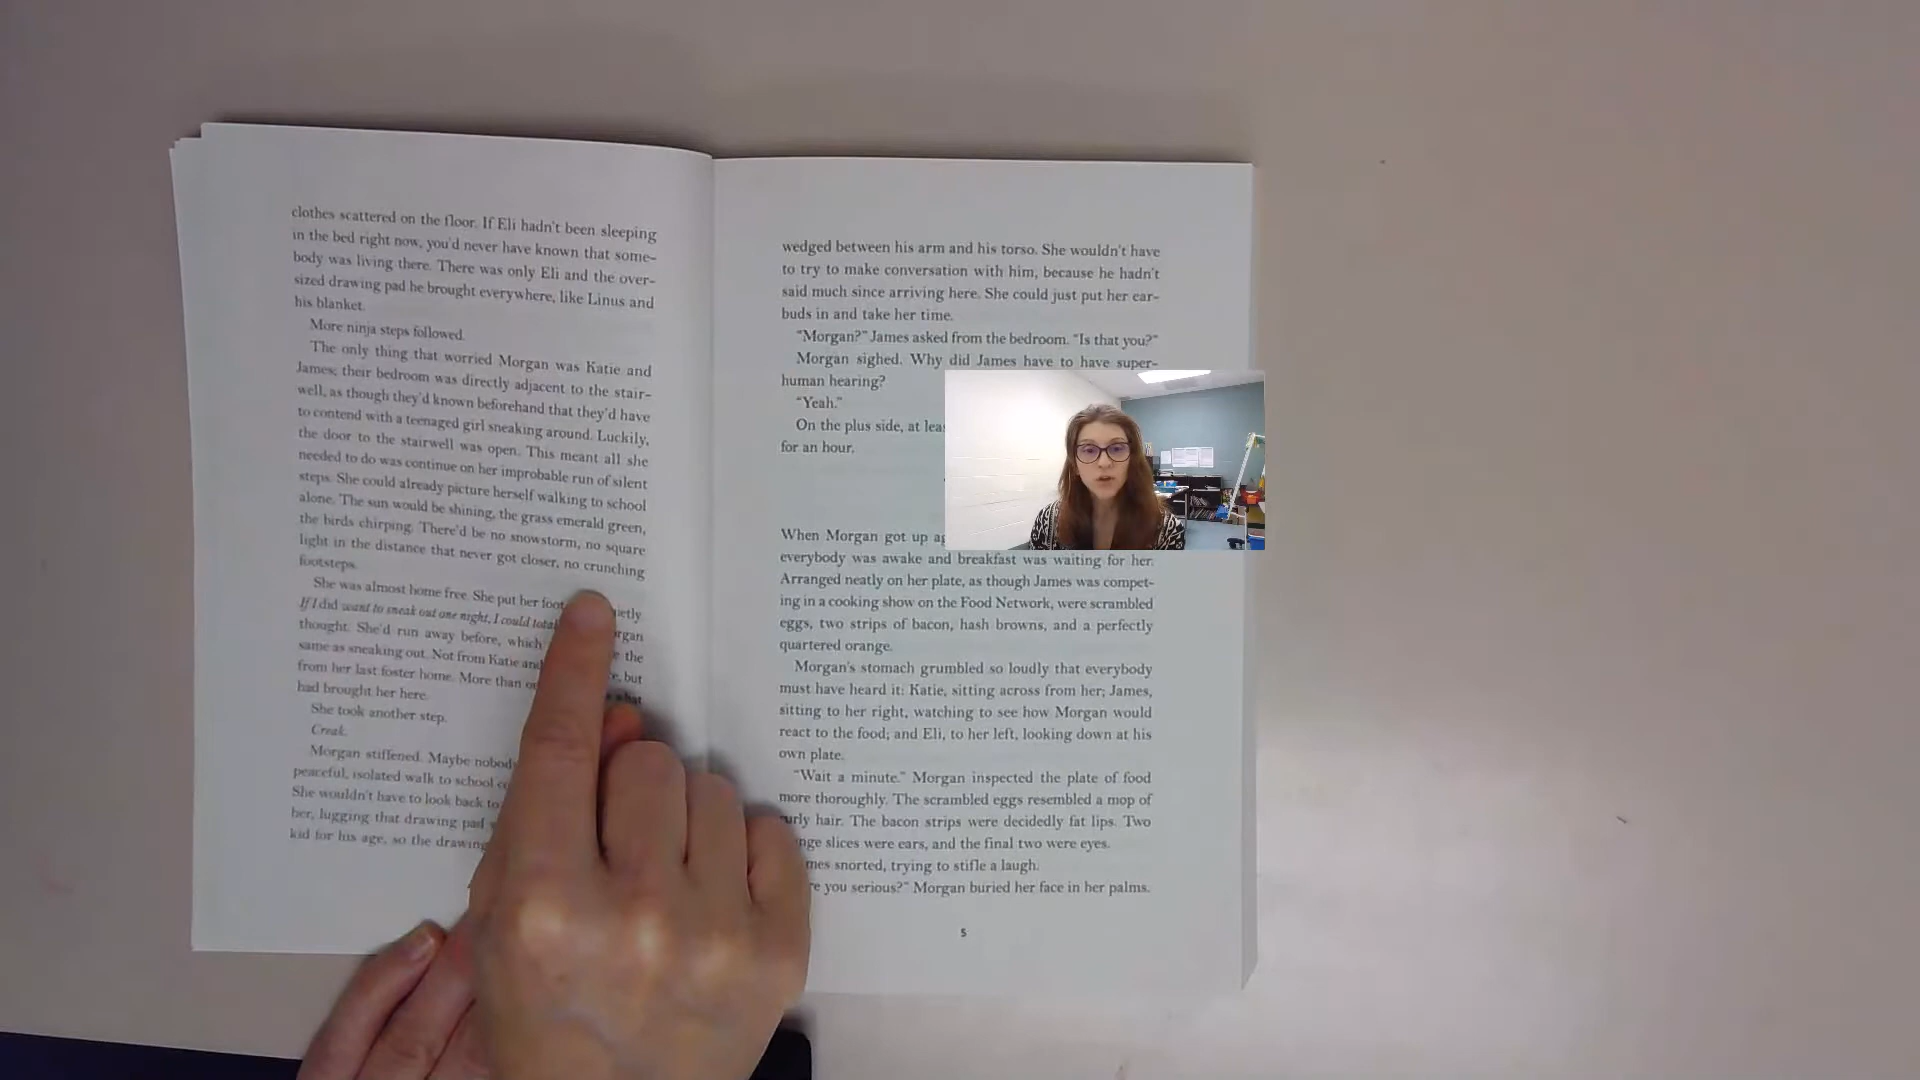 clothes scattered on the floor. If Eli hadn't been sleeping
in the bed right now, you'd never have known that some-
body was living there. There was only Eli and the over-
sized drawing pad he brought everywhere, like Linus and
his blanket.
More ninja steps followed.
The only thing that worried Morgan was Katie and
James; their bedroom was directly adjacent to the stair-
well, as though they'd known beforehand that they'd have
to contend with a teenaged girl sneaking around. Luckily,
the door to the stairwell was open. This meant all she
needed to do was continue on her improbable run of silent
steps. She could already picture herself walking to school
alone. The sun would be shining, the grass emerald green,
the birds chirping. There'd be no snowstorm, no square
light in the distance that never got closer, no crunching
footsteps.
She was almost home free. She put her foot
If I did want to sneak out one night, I could
thought. She'd run away before, which the
same as sneaking out. Not from Katie and but
from her last foster home. More than what
had brought her here.
She took another step.
Creak.
Morgan stiffened. Maybe
peaceful, isolated walk to school
She wouldn't have to look back to
her, lugging that drawing pad
kid for his age, so the drawing
wedged between his arm and his torso. She wouldn't have
to try to make conversation with him, because he hadn't
said much since arriving here. She could just put her ear-
buds in and take her time.
"Morgan?" James asked from the bedroom. "Is that you?"
Morgan sighed. Why did James have to have super-
human hearing?
"Yeah."
On the plus side, at
for an hour.
When Morgan got up
everybody was awake and breakfast was waiting for her.
Arranged neatly on her plate, as though James was compet-
ing in a cooking show on the Food Network, were scrambled
eggs, two strips of bacon, hash browns, and a perfectly
quartered orange.
Morgan's stomach grumbled so loudly that everybody
must have heard it: Katie, sitting across from her; James,
sitting to her right, watching to see how Morgan would
react to the food; and Eli, to her left, looking down at his
own plate.
"Wait a minute." Morgan inspected the plate of food
more thoroughly. The scrambled eggs resembled a mop of
hair. The bacon strips were decidedly fat lips. Two
slices were ears, and the final two were eyes.
snorted, trying to stifle a laugh.
you serious?" Morgan buried her face in her palms.
5